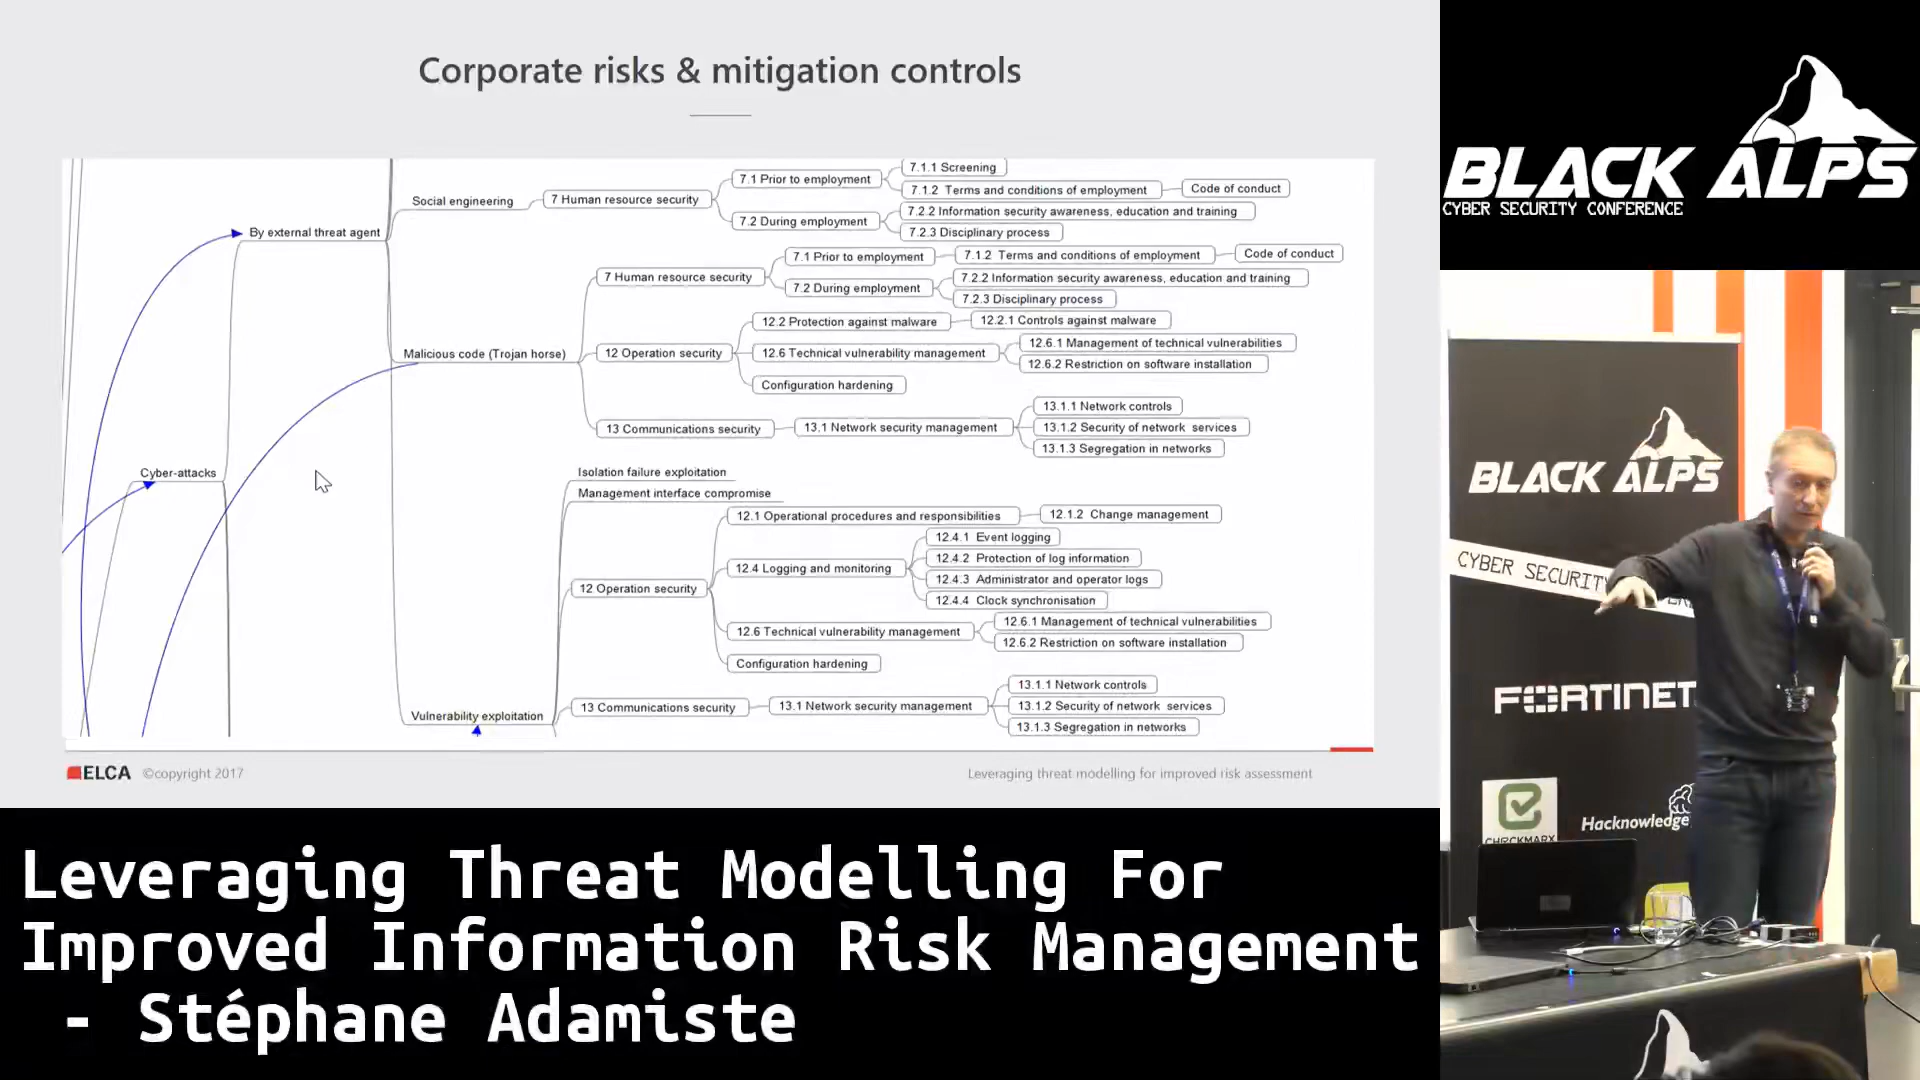 Corporate risks & mitigation controls
By external threat agent
Cyber-attacks
Social engineering
7 Human resource security
7.1 Prior to employment
7.1.1 Screening
7.1.2 Terms and conditions of employment
Code of conduct
7.2 During employment
7.2.2 Information security awareness, education and training
7.2.3 Disciplinary process
Malicious code (Trojan horse)
7 Human resource security
7.1 Prior to employment
7.1.2 Terms and conditions of employment
Code of conduct
7.2 During employment
7.2.2 Information security awareness, education and training
7.2.3 Disciplinary process
12 Operation security
12.2 Protection against malware
12.2.1 Controls against malware
12.6 Technical vulnerability management
12.6.1 Management of technical vulnerabilities
12.6.2 Restriction on software installation
Configuration hardening
13 Communications security
13.1 Network security management
13.1.1 Network controls
13.1.2 Security of network services
13.1.3 Segregation in networks
Vulnerability exploitation
Isolation failure exploitation
Management interface compromise
12 Operation security
12.1 Operational procedures and responsibilities
12.1.2 Change management
12.4 Logging and monitoring
12.4.1 Event logging
12.4.2 Protection of log information
12.4.3 Administrator and operator logs
12.4.4 Clock synchronisation
12.6 Technical vulnerability management
12.6.1 Management of technical vulnerabilities
12.6.2 Restriction on software installation
Configuration hardening
13 Communications security
13.1 Network security management
13.1.1 Network controls
13.1.2 Security of network services
13.1.3 Segregation in networks
ELCA ©copyright 2017
Leveraging threat modelling for improved risk assessment
BLACK ALPS
CYBER SECURITY CONFERENCE
BLACK ALPS
CYBER SECURITY
FORTINET
CHECKMARX
Hacknowledge
Leveraging Threat Modelling For
Improved Information Risk Management
- Stéphane Adamiste